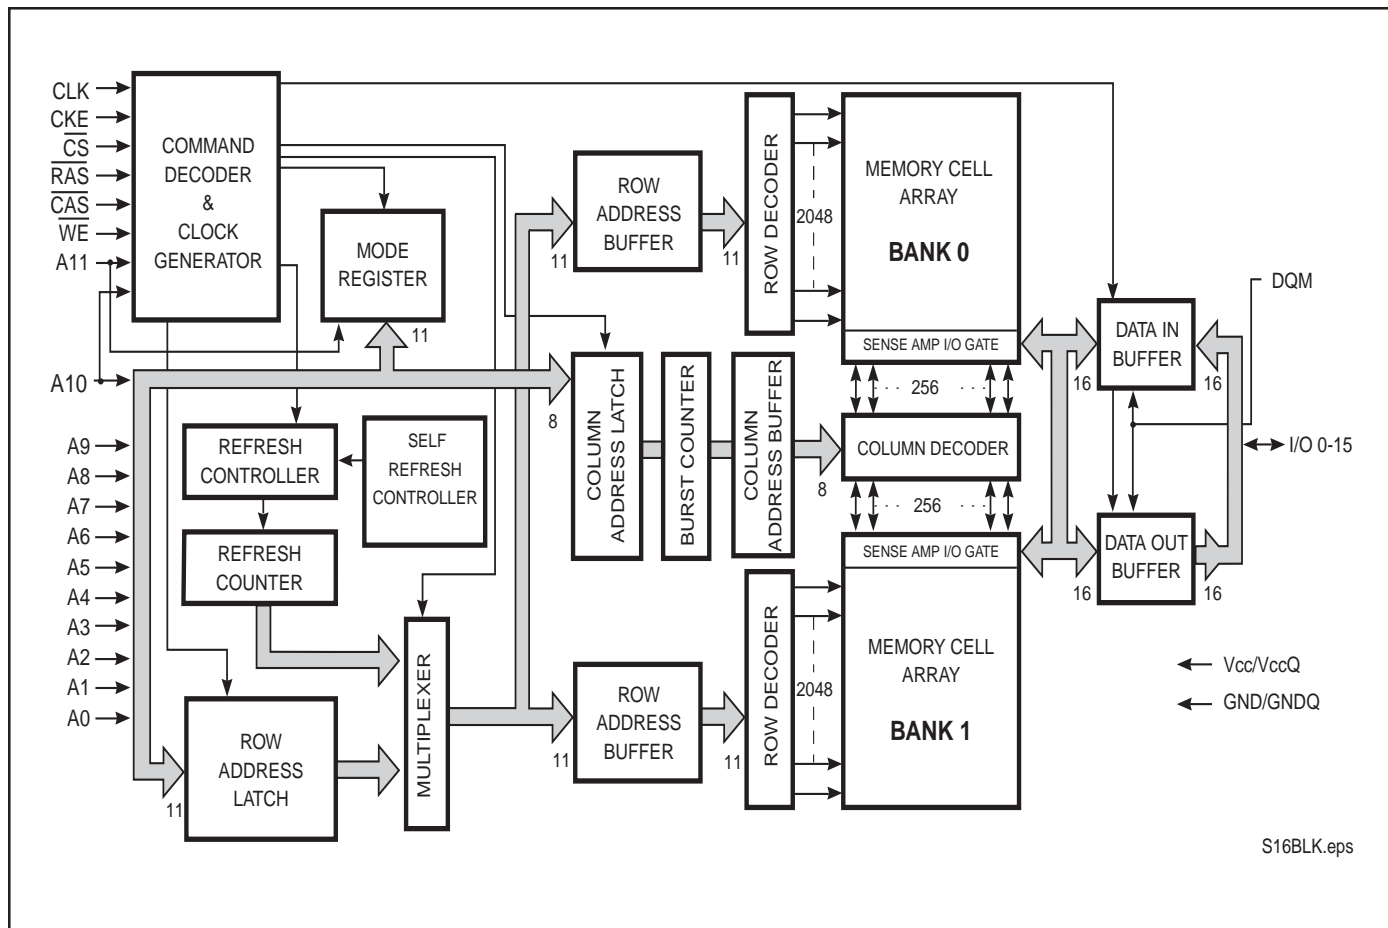 CLK
CKE
CS
RAS
CAS
WE
A11
A10
A9
A8
A7
A6
A5
A4
A3
A2
A1
A0
COMMAND
DECODER
&
CLOCK
GENERATOR
MODE
REGISTER
11
REFRESH
CONTROLLER
SELF
REFRESH
CONTROLLER
REFRESH
COUNTER
ROW
ADDRESS
LATCH
11
MULTIPLEXER
ROW
ADDRESS
BUFFER
11
11
ROW DECODER
2048
MEMORY CELL
ARRAY
BANK 0
SENSE AMP I/O GATE
8
COLUMN
ADDRESS LATCH
BURST COUNTER
COLUMN
ADDRESS BUFFER
8
256
COLUMN DECODER
256
ROW
ADDRESS
BUFFER
11
11
ROW DECODER
2048
SENSE AMP I/O GATE
MEMORY CELL
ARRAY
BANK 1
DQM
DATA IN
BUFFER
16
16
I/O 0-15
DATA OUT
BUFFER
16
16
Vcc/VccQ
GND/GNDQ
S16BLK.eps